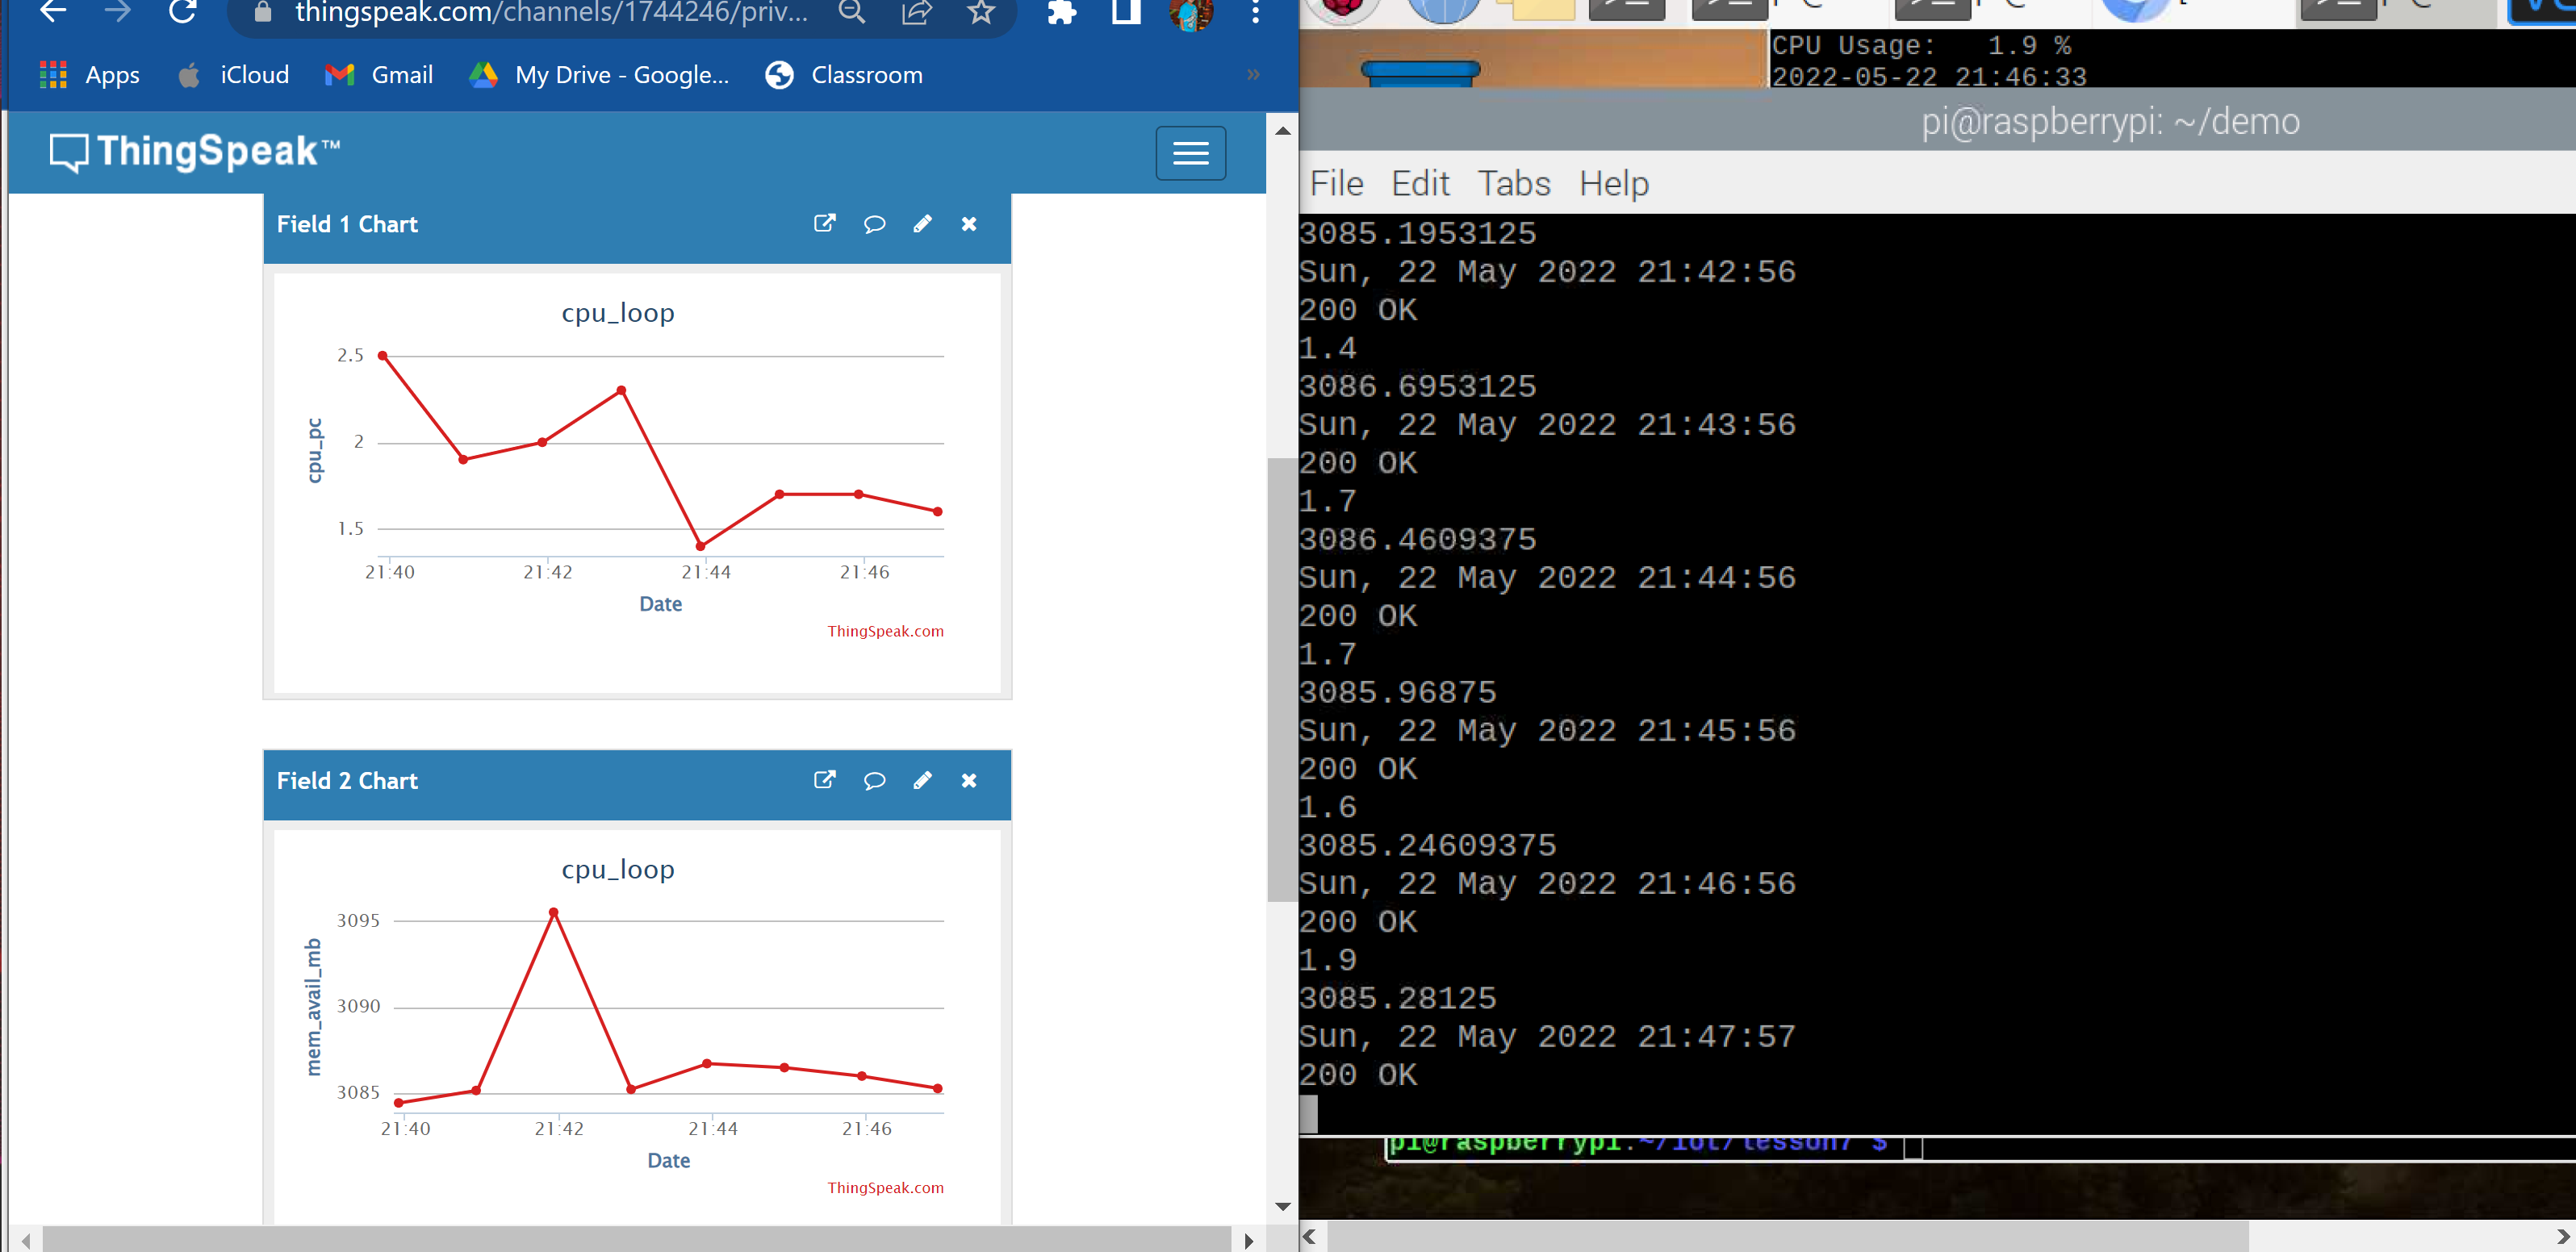 thingspeak.com/channels/1744246/priv...
Apps iCloud Gmail My Drive - Google... Classroom »
ThingSpeak™
Field 1 Chart
cpu_loop
2.5
2
1.5
cpu_pc
21:40 21:42 21:44 21:46
Date
ThingSpeak.com
Field 2 Chart
cpu_loop
3095
3090
3085
mem_avail_mb
21:40 21:42 21:44 21:46
Date
ThingSpeak.com
CPU Usage: 1.9 %
2022-05-22 21:46:33
pi@raspberrypi: ~/demo
File Edit Tabs Help
3085.1953125
Sun, 22 May 2022 21:42:56
200 OK
1.4
3086.6953125
Sun, 22 May 2022 21:43:56
200 OK
1.7
3086.4609375
Sun, 22 May 2022 21:44:56
200 OK
1.7
3085.96875
Sun, 22 May 2022 21:45:56
200 OK
1.6
3085.24609375
Sun, 22 May 2022 21:46:56
200 OK
1.9
3085.28125
Sun, 22 May 2022 21:47:57
200 OK
pi@raspberrypi:~/iot/lesson7 $